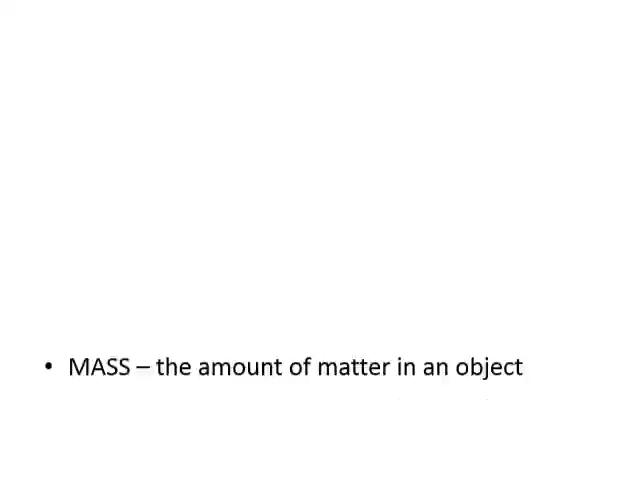 • MASS – the amount of matter in an object